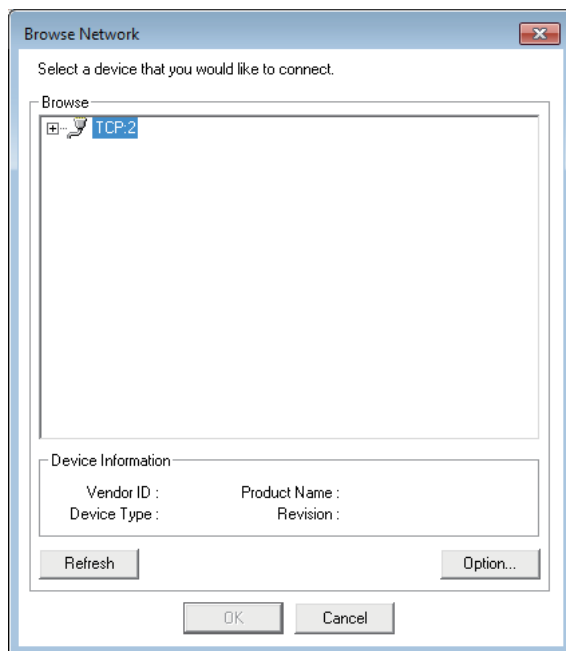 Browse Network
Select a device that you would like to connect.
Browse
TCP:2
Device Information
Vendor ID : Product Name :
Device Type : Revision :
Refresh Option...
OK Cancel